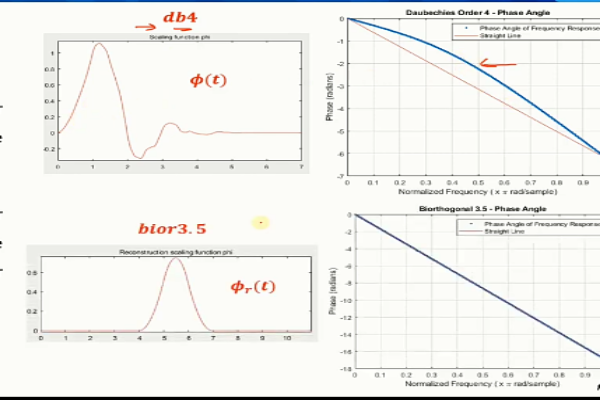 db4
Scaling function phi
ϕ(t)
1
0.8
0.6
0.4
0.2
0
-0.2
0 1 2 3 4 5 6 7
Daubechies Order 4 - Phase Angle
Phase Angle of Frequency Response
Straight Line
Phase (radians)
0
-1
-2
-3
-4
-5
-6
-7
0 0.1 0.2 0.3 0.4 0.5 0.6 0.7 0.8 0.9
Normalized Frequency ( x π rad/sample)
bior3.5
Reconstruction scaling function phi
ϕr(t)
0.6
0.4
0.2
0
0 1 2 3 4 5 6 7 8 9 10
Biorthogonal 3.5 - Phase Angle
Phase Angle of Frequency Response
Straight Line
Phase (radians)
0
-2
-4
-6
-8
-10
-12
-14
-16
-18
0 0.1 0.2 0.3 0.4 0.5 0.6 0.7 0.8 0.9
Normalized Frequency ( x π rad/sample)